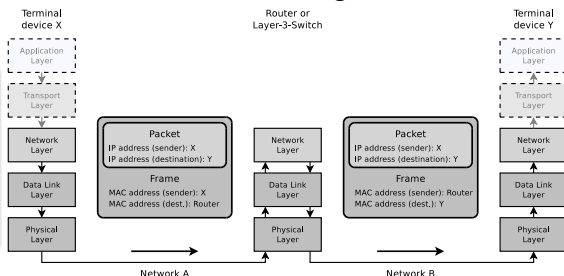 Terminal
device X
Router or
Layer-3-Switch
Terminal
device Y
Application
Layer
Transport
Layer
Network
Layer
Data Link
Layer
Physical
Layer
Packet
IP address (sender): X
IP address (destination): Y
Frame
MAC address (sender): X
MAC address (dest.): Router
Network A
Network
Layer
Data Link
Layer
Physical
Layer
Packet
IP address (sender): X
IP address (destination): Y
Frame
MAC address (sender): Router
MAC address (dest.): Y
Network B
Application
Layer
Transport
Layer
Network
Layer
Data Link
Layer
Physical
Layer